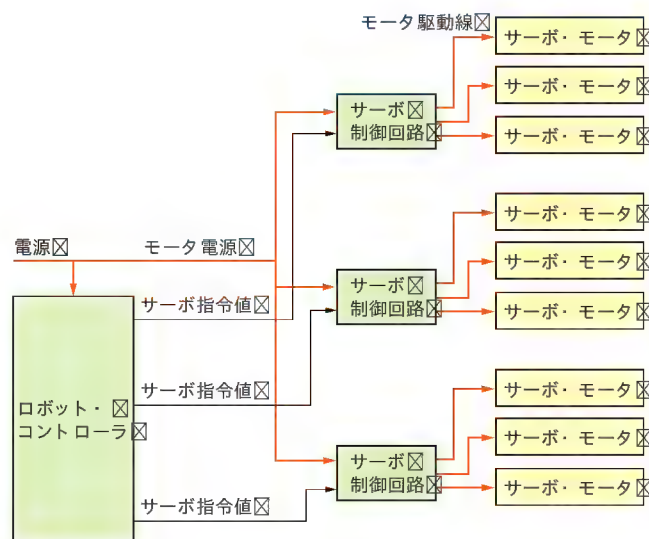 モータ駆動線
サーボ・モータ
サーボ・モータ
サーボ
制御回路
サーボ・モータ
サーボ・モータ
電源
モータ電源
サーボ・モータ
サーボ
制御回路
サーボ指令値
サーボ・モータ
サーボ指令値
サーボ・モータ
ロボット・
コントローラ
サーボ・モータ
サーボ
制御回路
サーボ・モータ
サーボ指令値